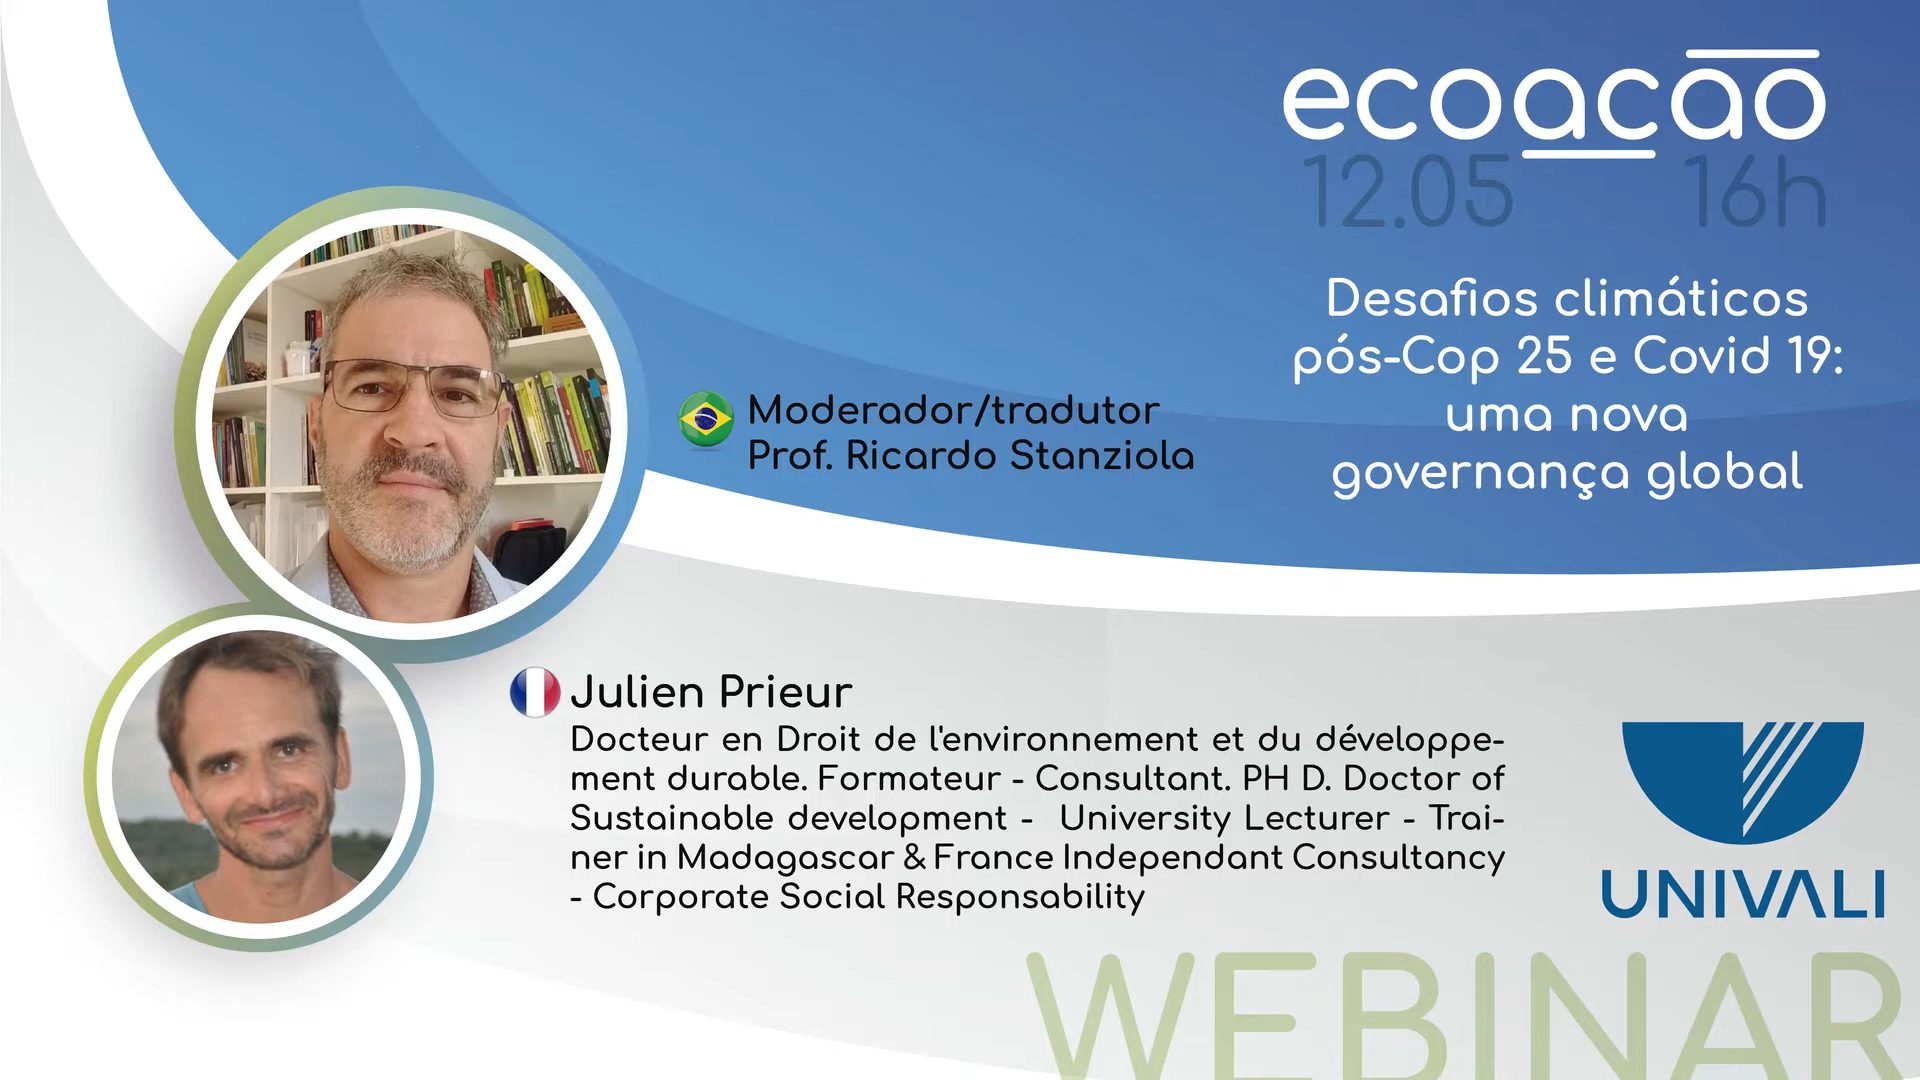 ecoacao
12.05 16h
Desafios climáticos
pós-Cop 25 e Covid 19:
uma nova
governança global
Moderador/tradutor
Prof. Ricardo Stanziola
Julien Prieur
Docteur en Droit de l'environnement et du développe-
ment durable. Formateur - Consultant. PH D. Doctor of
Sustainable development - University Lecturer - Trai-
ner in Madagascar & France Independant Consultancy
- Corporate Social Responsability
UNIVALI
WEBINAR